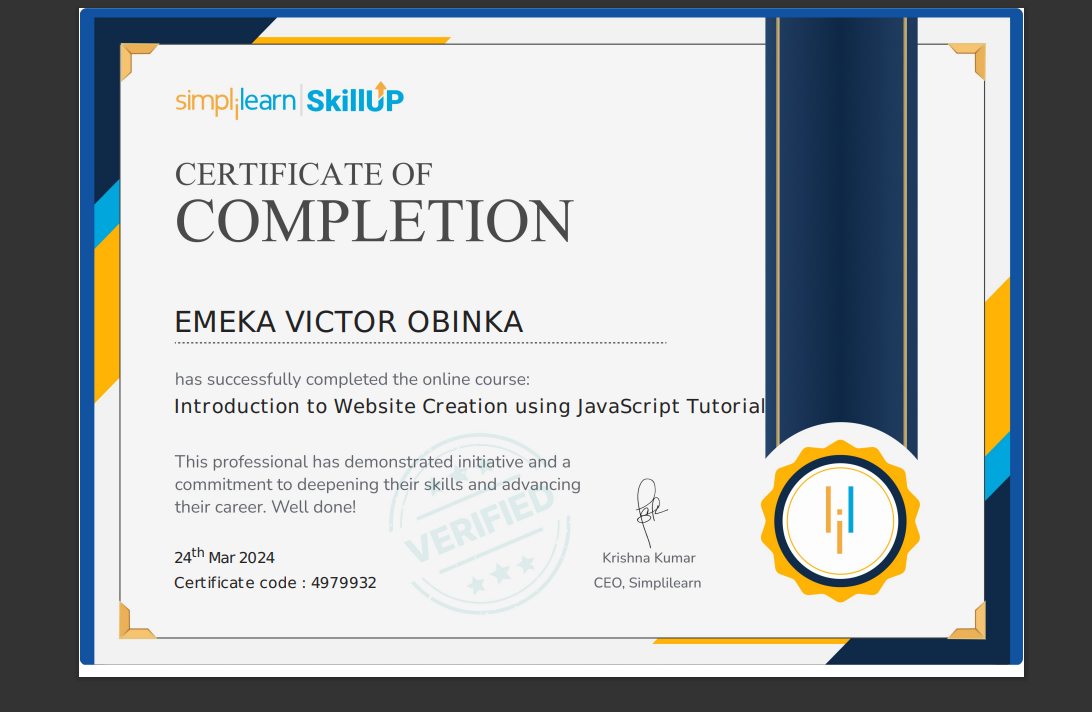 simplilearn | SkillUP
CERTIFICATE OF
COMPLETION
EMEKA VICTOR OBINKA
has successfully completed the online course:
Introduction to Website Creation using JavaScript Tutorial
This professional has demonstrated initiative and a
commitment to deepening their skills and advancing
their career. Well done!
VERIFIED
24th Mar 2024
Certificate code : 4979932
Krishna Kumar
CEO, Simplilearn